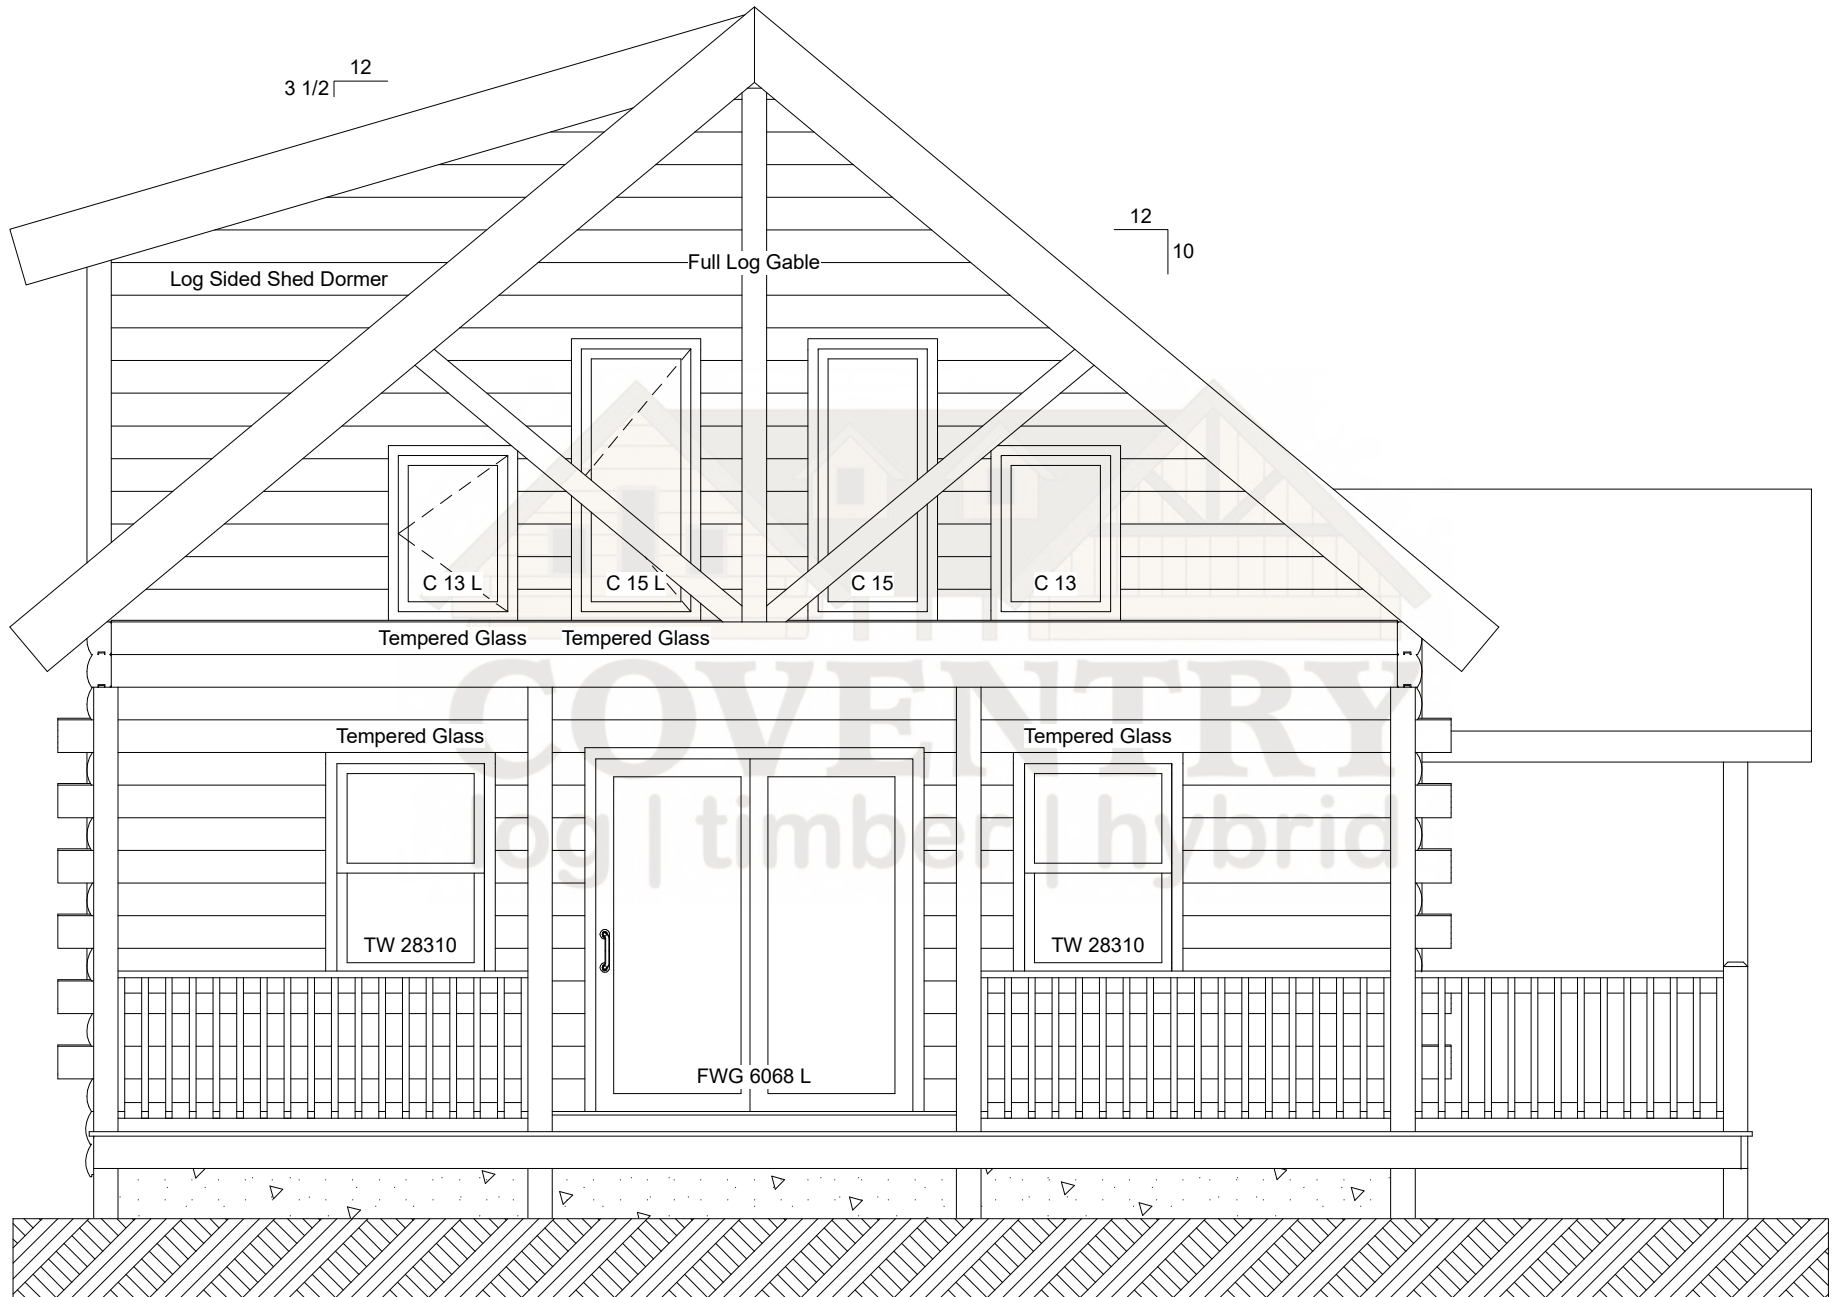 12
3 1/2
12
10
Log Sided Shed Dormer
Full Log Gable
C 13 L
C 15 L
C 15
C 13
Tempered Glass
Tempered Glass
COVENTRY
Tempered Glass
Tempered Glass
log | timber | hybrid
TW 28310
TW 28310
FWG 6068 L